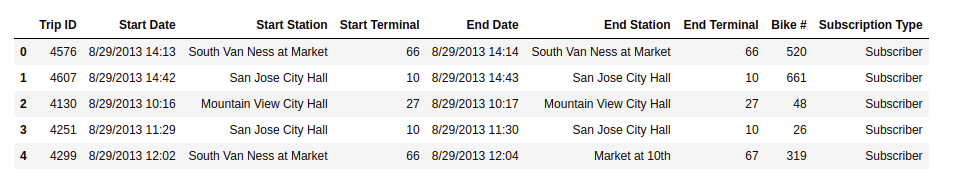 Trip ID Start Date Start Station Start Terminal End Date End Station End Terminal Bike # Subscription Type
0 4576 8/29/2013 14:13 South Van Ness at Market 66 8/29/2013 14:14 South Van Ness at Market 66 520 Subscriber
1 4607 8/29/2013 14:42 San Jose City Hall 10 8/29/2013 14:43 San Jose City Hall 10 661 Subscriber
2 4130 8/29/2013 10:16 Mountain View City Hall 27 8/29/2013 10:17 Mountain View City Hall 27 48 Subscriber
3 4251 8/29/2013 11:29 San Jose City Hall 10 8/29/2013 11:30 San Jose City Hall 10 26 Subscriber
4 4299 8/29/2013 12:02 South Van Ness at Market 66 8/29/2013 12:04 Market at 10th 67 319 Subscriber